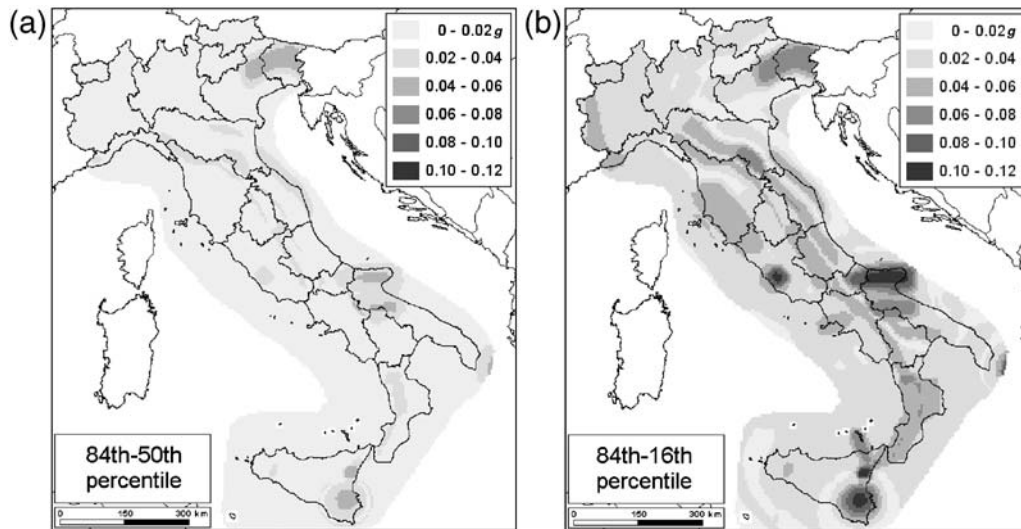 (a)
0 - 0.02g
0.02 - 0.04
0.04 - 0.06
0.06 - 0.08
0.08 - 0.10
0.10 - 0.12
84th-50th
percentile
0 150 300 km
(b)
0 - 0.02g
0.02 - 0.04
0.04 - 0.06
0.06 - 0.08
0.08 - 0.10
0.10 - 0.12
84th-16th
percentile
0 150 300 km